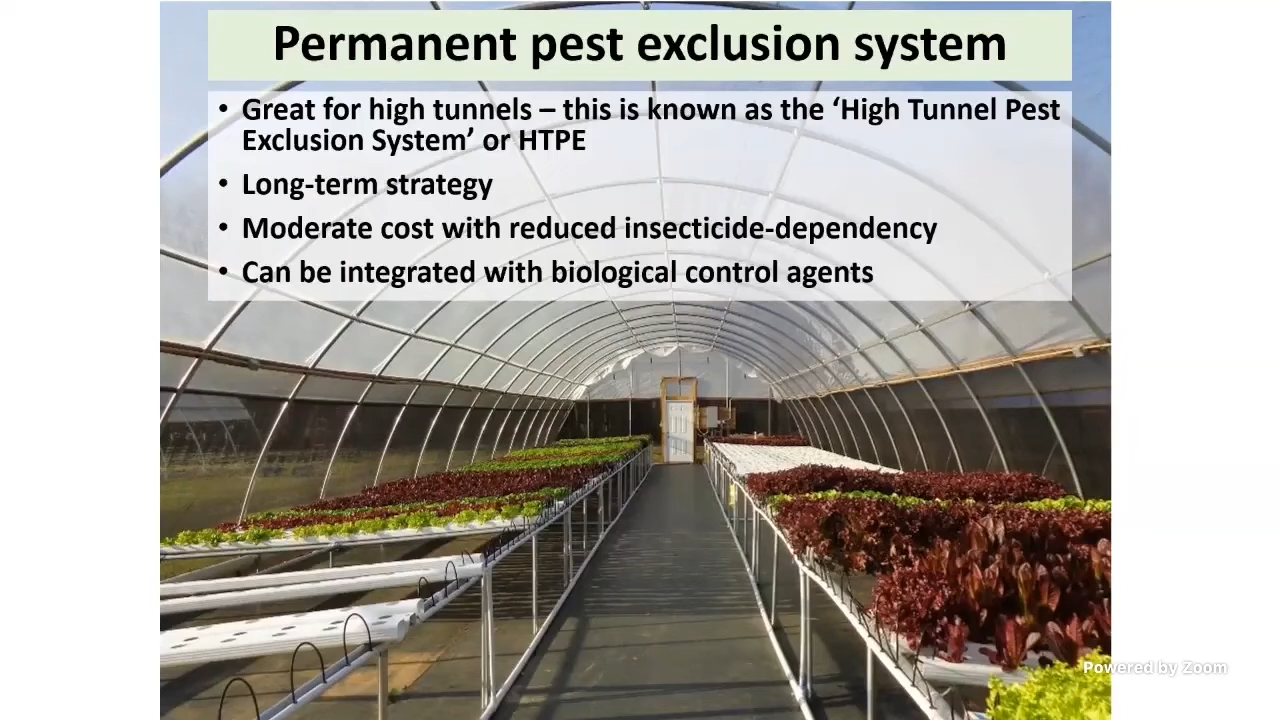 Permanent pest exclusion system
• Great for high tunnels – this is known as the ‘High Tunnel Pest
Exclusion System’ or HTPE
• Long-term strategy
• Moderate cost with reduced insecticide-dependency
• Can be integrated with biological control agents
Powered by Zoom